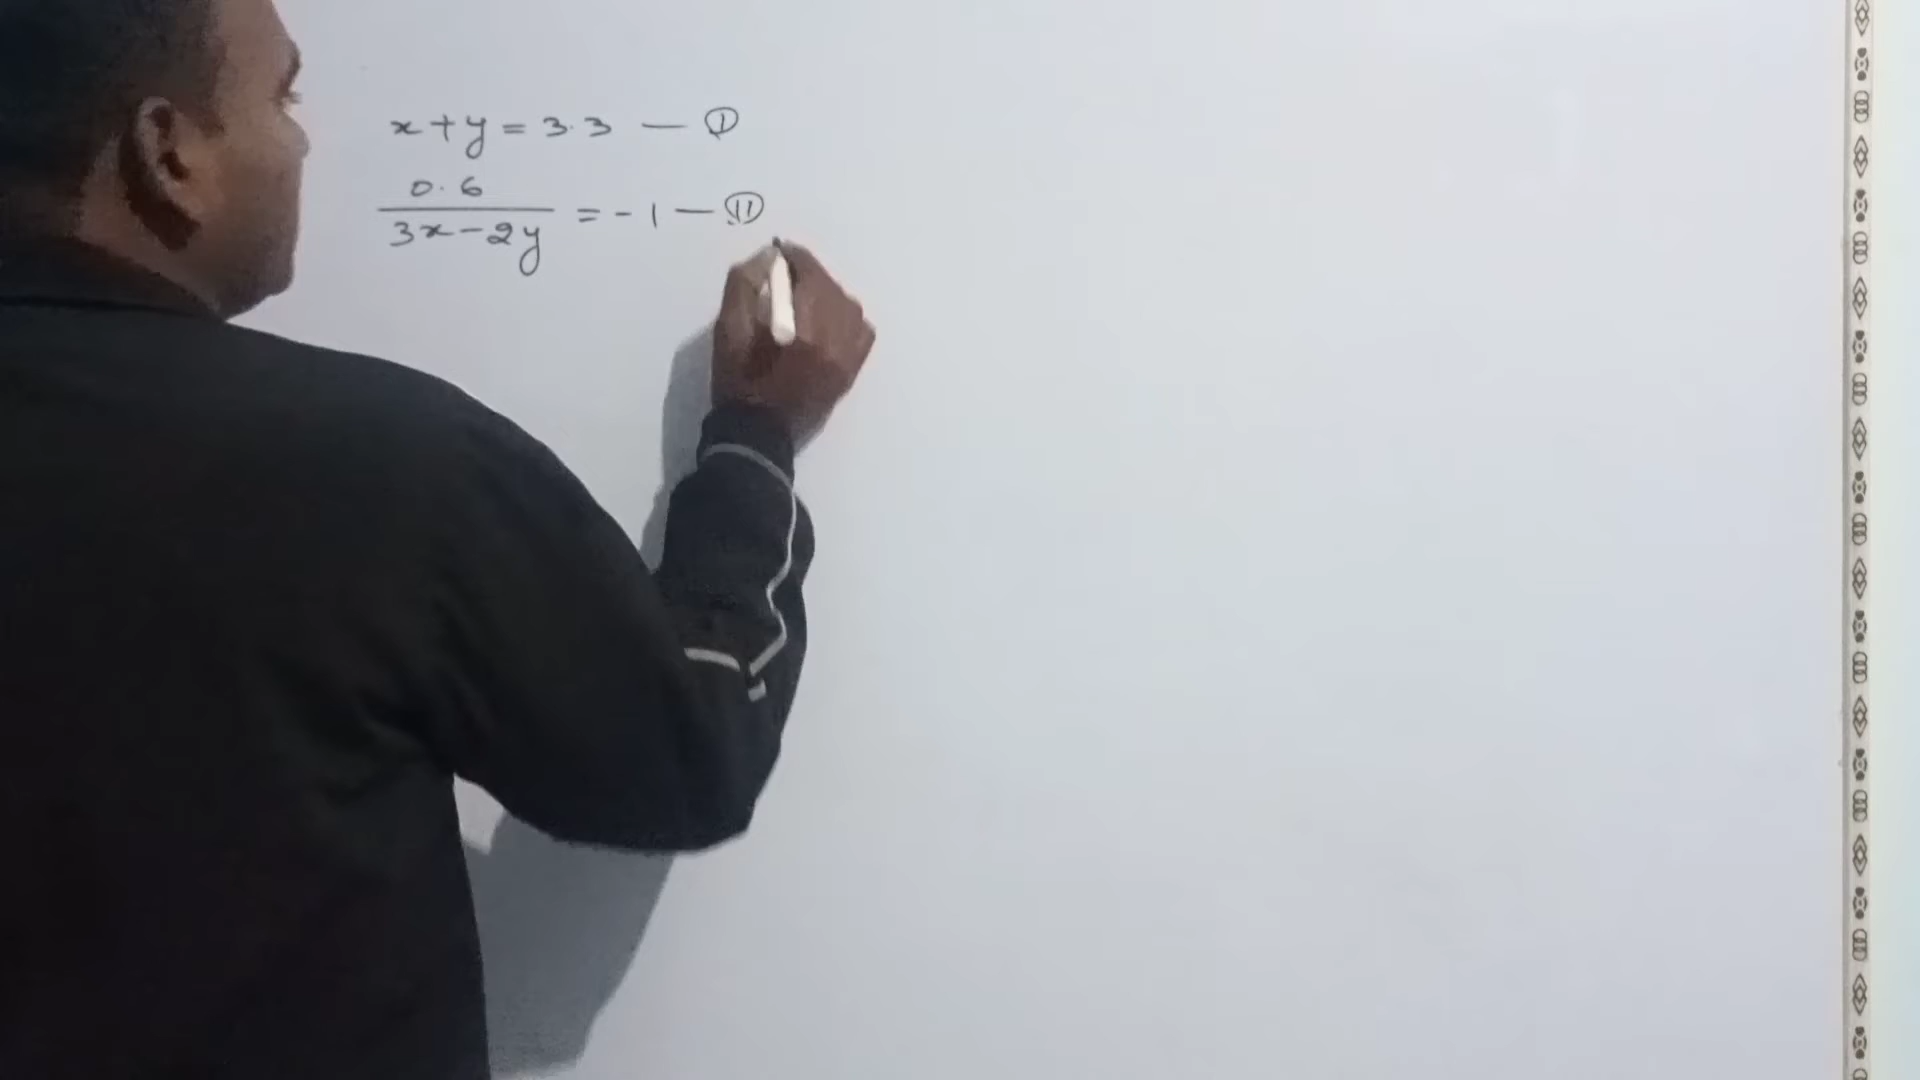 x+y=3.3 — ①
0.6
3x-2y = -1 — ⑪